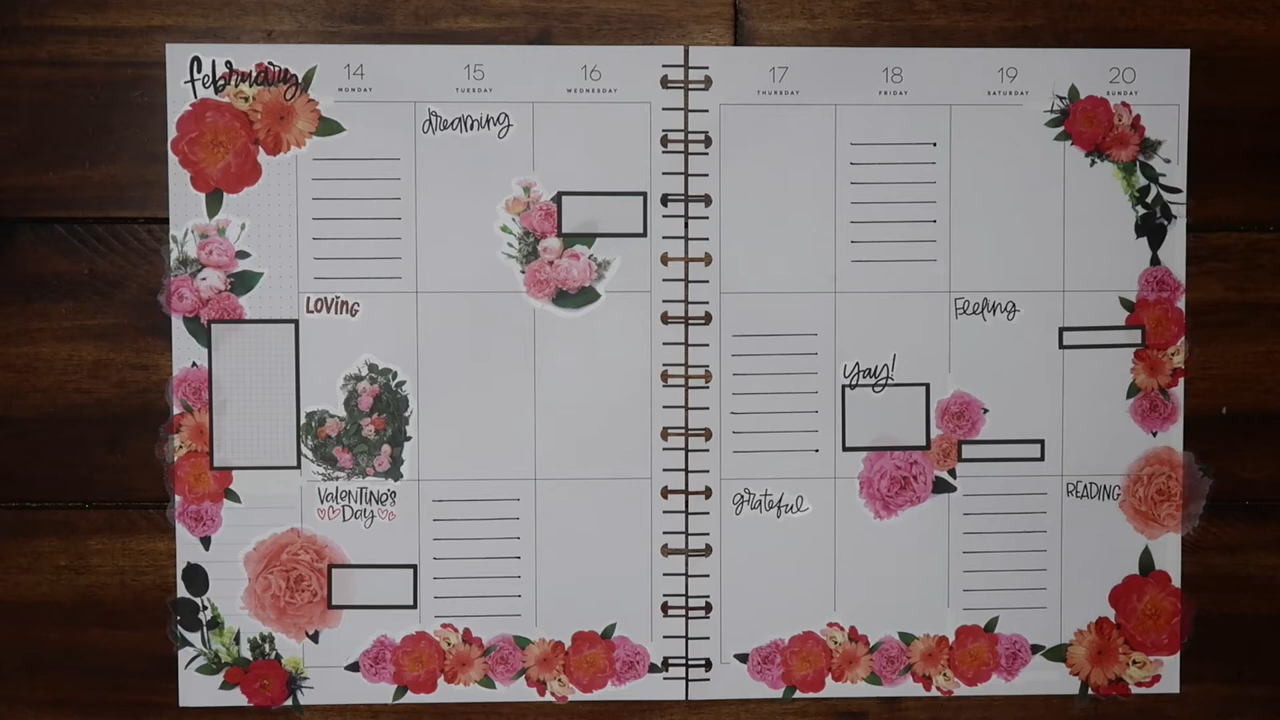 february
14
MONDAY
15
TUESDAY
16
WEDNESDAY
17
THURSDAY
18
FRIDAY
19
SATURDAY
20
SUNDAY
dreaming
LOVING
Feeling
yay!
VALENTINE'S
Day
grateful
READING